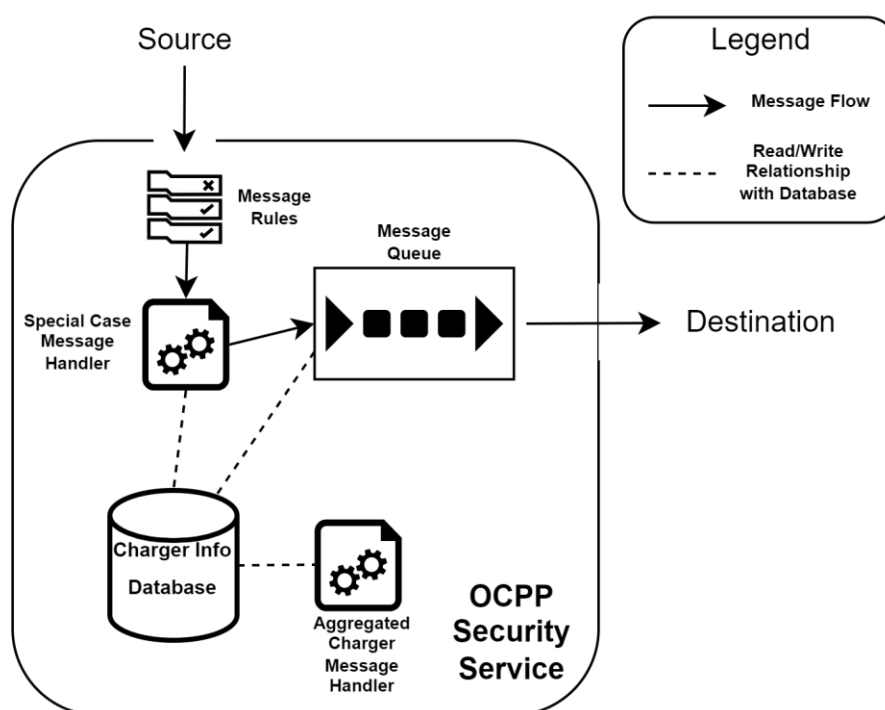 Source
Legend
Message Flow
Read/Write
Relationship
with Database
Message
Rules
Message
Queue
Special Case
Message
Handler
Destination
Charger Info
Database
Aggregated
Charger
Message
Handler
OCPP
Security
Service